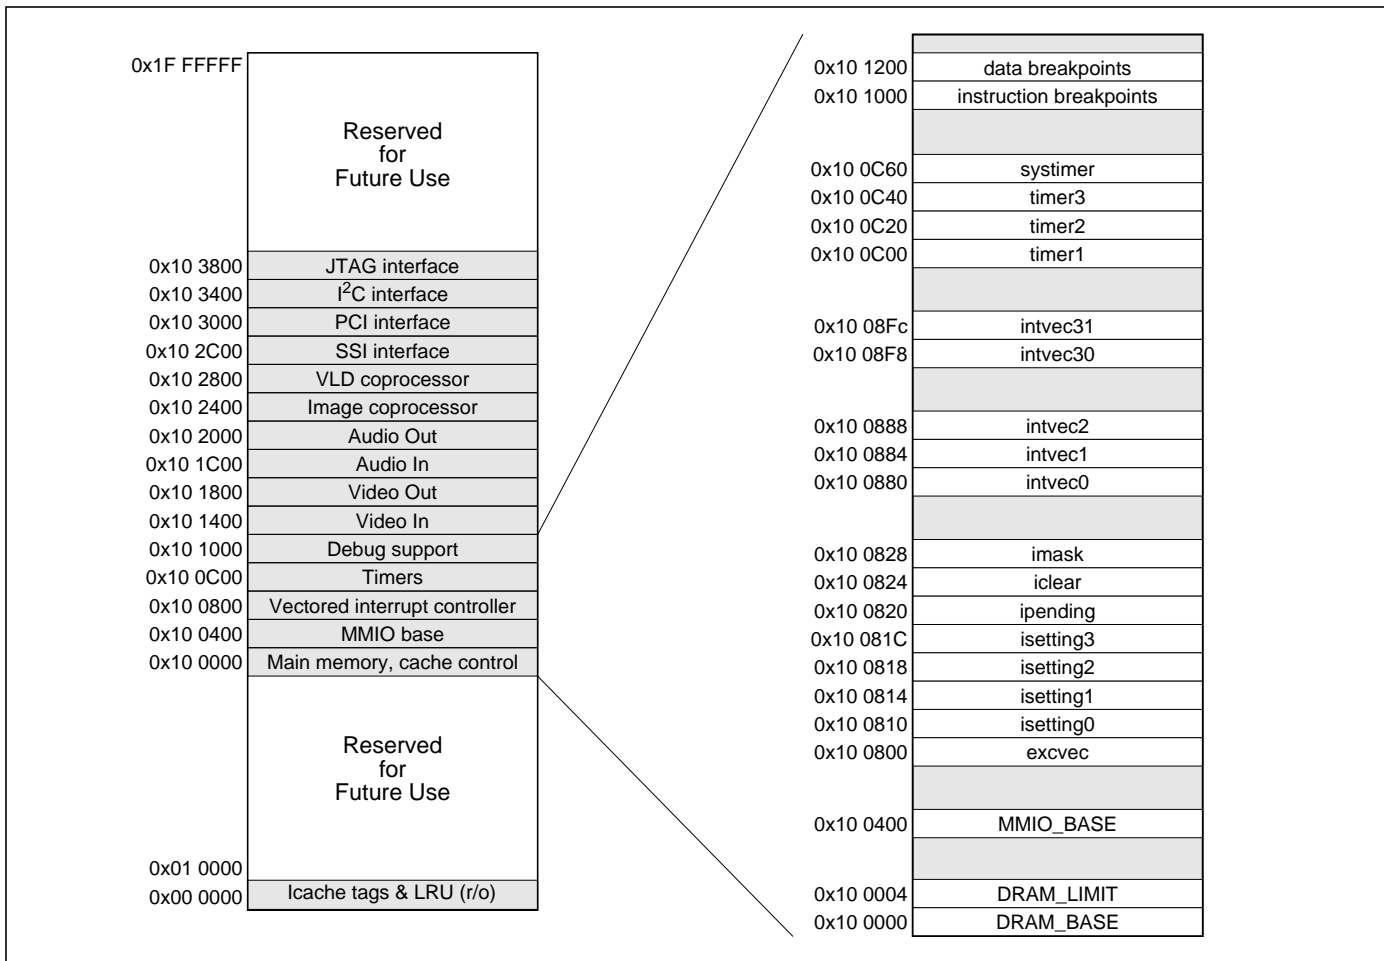 0x1F FFFFF
Reserved
for
Future Use
0x10 3800 JTAG interface
0x10 3400 I2C interface
0x10 3000 PCI interface
0x10 2C00 SSI interface
0x10 2800 VLD coprocessor
0x10 2400 Image coprocessor
0x10 2000 Audio Out
0x10 1C00 Audio In
0x10 1800 Video Out
0x10 1400 Video In
0x10 1000 Debug support
0x10 0C00 Timers
0x10 0800 Vectored interrupt controller
0x10 0400 MMIO base
0x10 0000 Main memory, cache control
Reserved
for
Future Use
0x01 0000
0x00 0000 Icache tags & LRU (r/o)
0x10 1200 data breakpoints
0x10 1000 instruction breakpoints
0x10 0C60 systimer
0x10 0C40 timer3
0x10 0C20 timer2
0x10 0C00 timer1
0x10 08Fc intvec31
0x10 08F8 intvec30
0x10 0888 intvec2
0x10 0884 intvec1
0x10 0880 intvec0
0x10 0828 imask
0x10 0824 iclear
0x10 0820 ipending
0x10 081C isetting3
0x10 0818 isetting2
0x10 0814 isetting1
0x10 0810 isetting0
0x10 0800 excvec
0x10 0400 MMIO_BASE
0x10 0004 DRAM_LIMIT
0x10 0000 DRAM_BASE